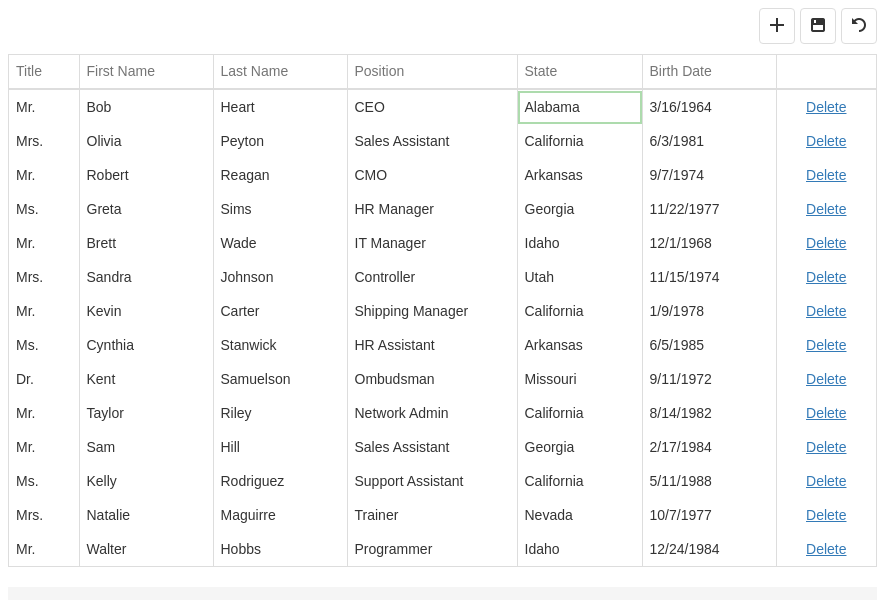 Title First Name Last Name Position State Birth Date
Mr. Bob Heart CEO Alabama 3/16/1964 Delete
Mrs. Olivia Peyton Sales Assistant California 6/3/1981 Delete
Mr. Robert Reagan CMO Arkansas 9/7/1974 Delete
Ms. Greta Sims HR Manager Georgia 11/22/1977 Delete
Mr. Brett Wade IT Manager Idaho 12/1/1968 Delete
Mrs. Sandra Johnson Controller Utah 11/15/1974 Delete
Mr. Kevin Carter Shipping Manager California 1/9/1978 Delete
Ms. Cynthia Stanwick HR Assistant Arkansas 6/5/1985 Delete
Dr. Kent Samuelson Ombudsman Missouri 9/11/1972 Delete
Mr. Taylor Riley Network Admin California 8/14/1982 Delete
Mr. Sam Hill Sales Assistant Georgia 2/17/1984 Delete
Ms. Kelly Rodriguez Support Assistant California 5/11/1988 Delete
Mrs. Natalie Maguirre Trainer Nevada 10/7/1977 Delete
Mr. Walter Hobbs Programmer Idaho 12/24/1984 Delete